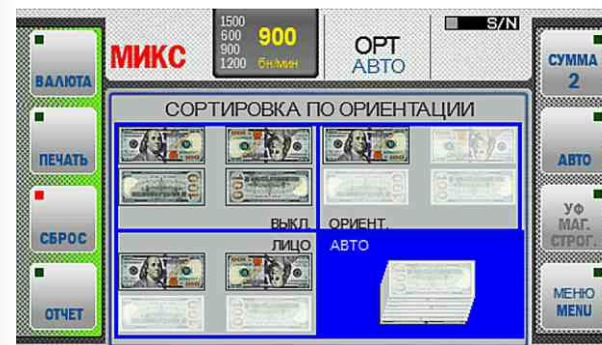 ВАЛЮТА
ПЕЧАТЬ
СБРОС
ОТЧЕТ
МИКС
1500
600
900
1200
900
бн/мин
ОРТ
АВТО
S/N
СОРТИРОВКА ПО ОРИЕНТАЦИИ
ВЫКЛ.
ОРИЕНТ.
ЛИЦО
АВТО
СУММА
2
АВТО
УФ
МАГ.
СТРОГ.
МЕНЮ
MENU